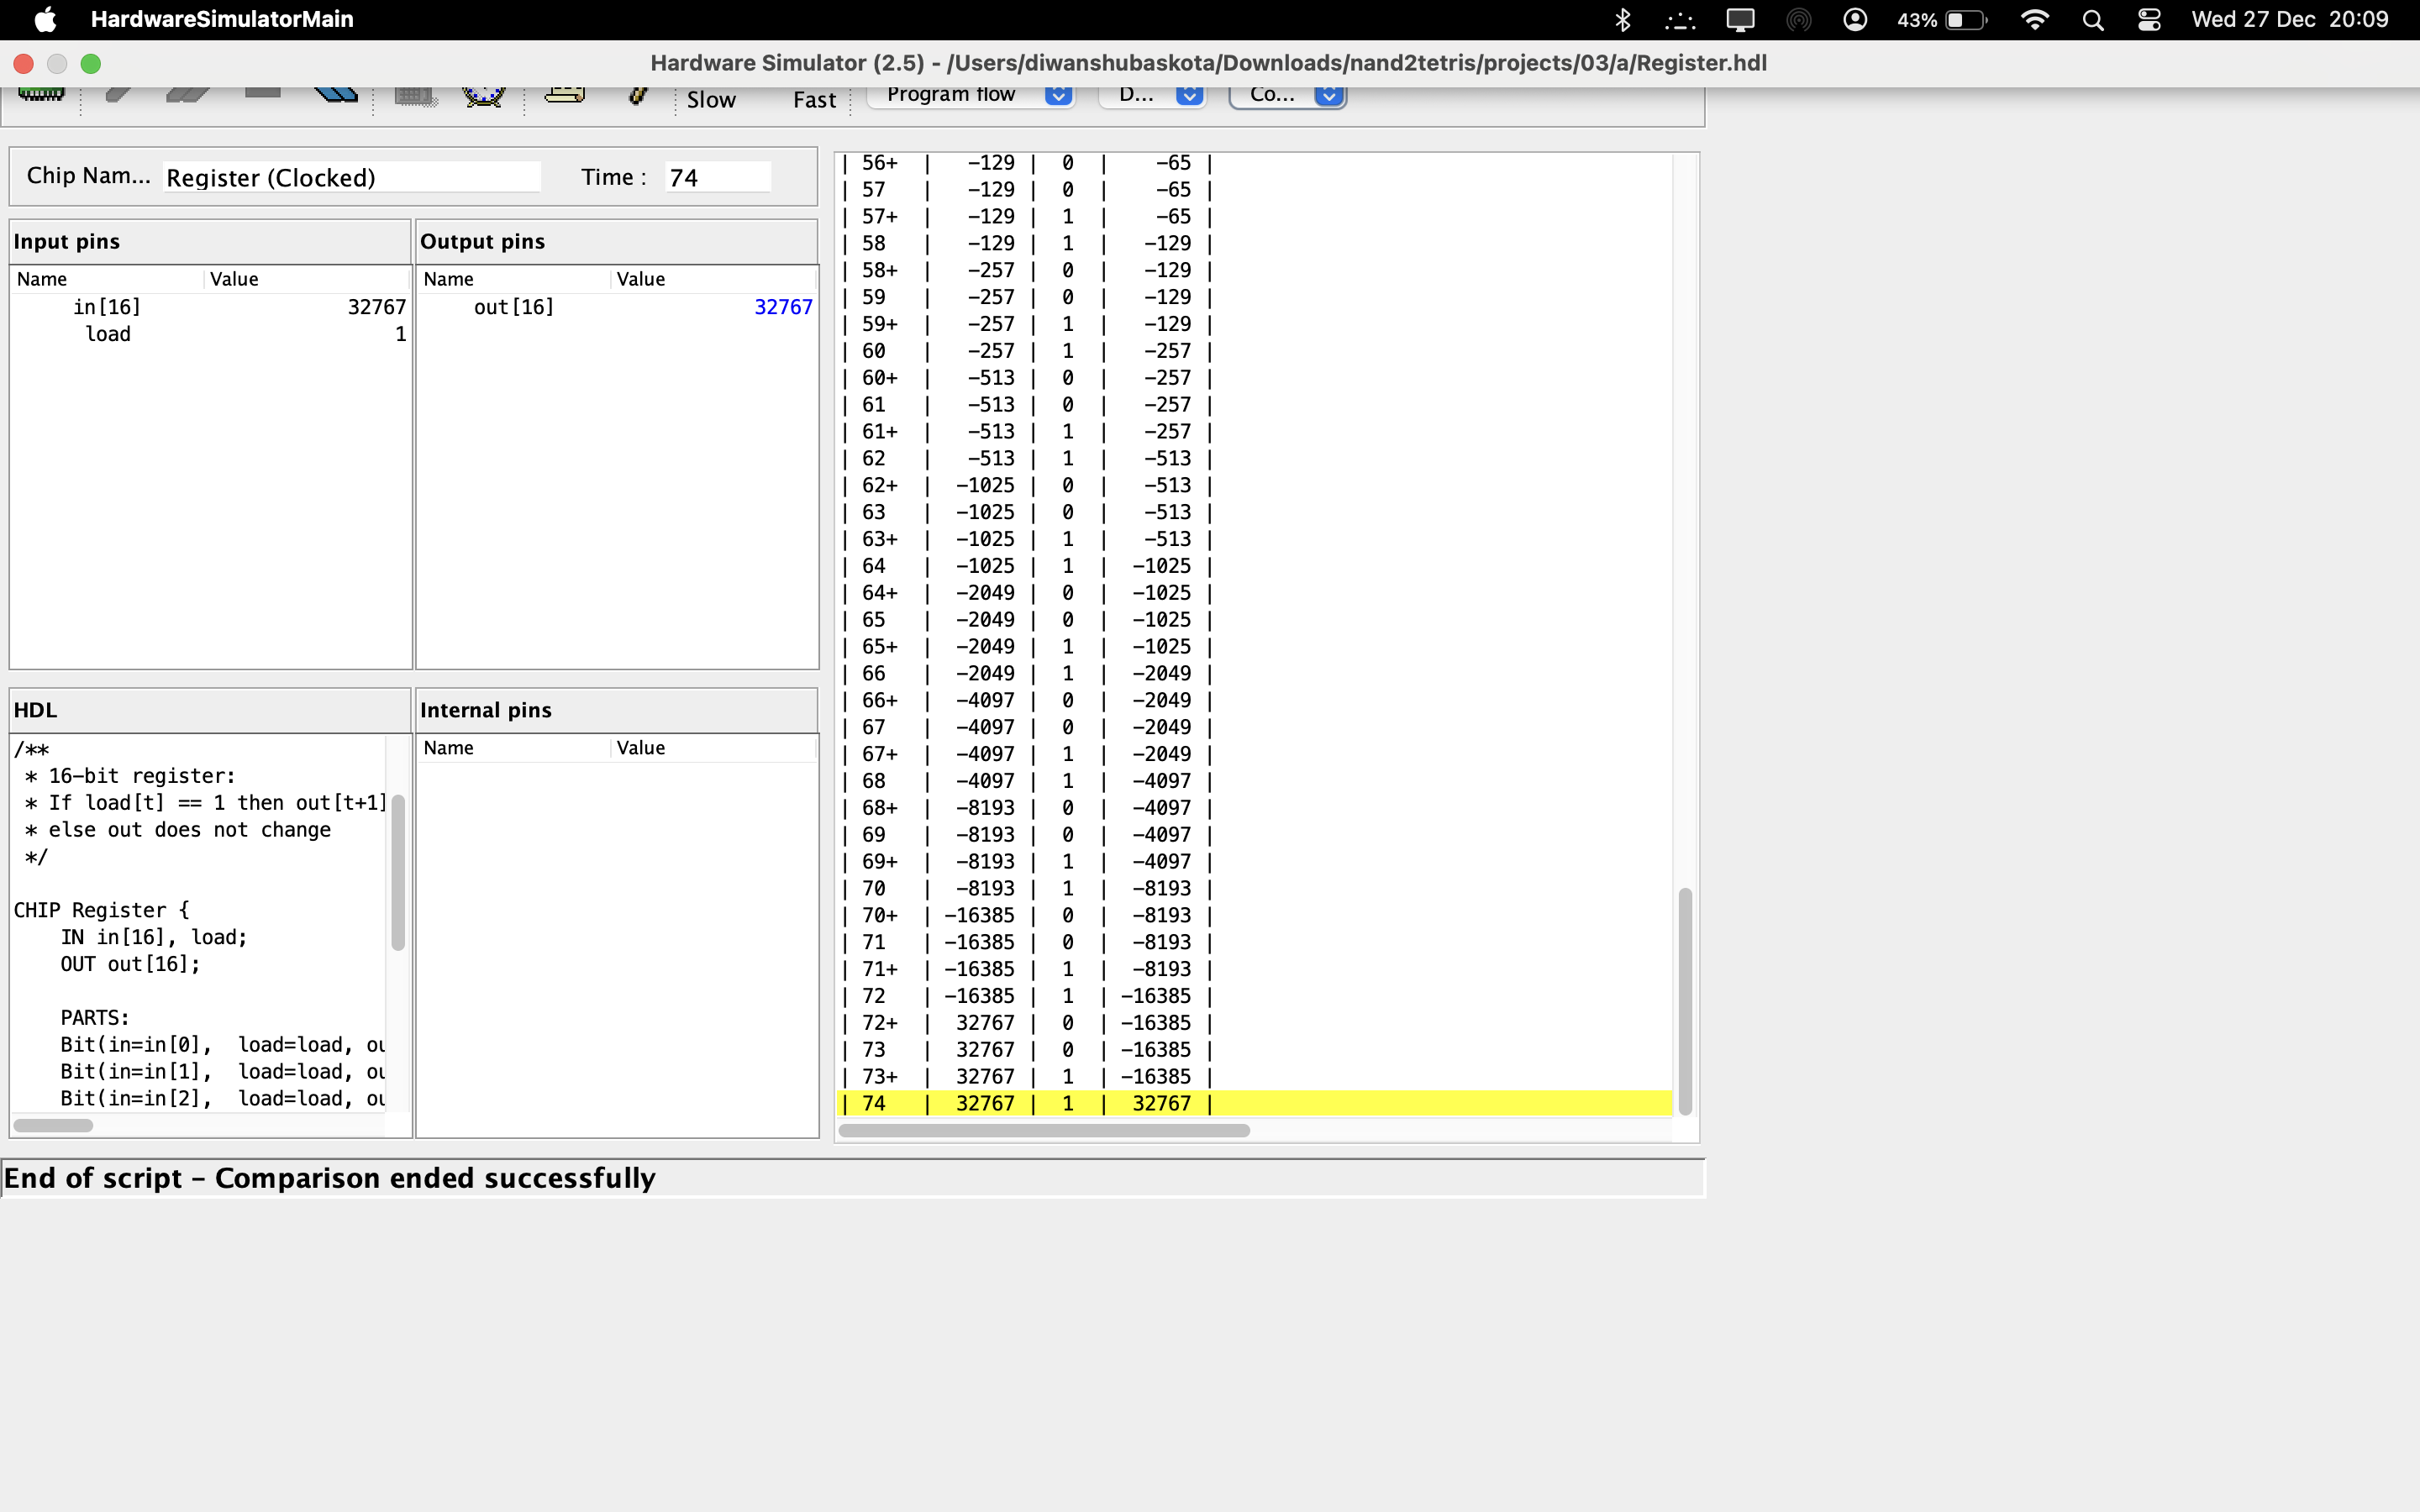 HardwareSimulatorMain 43% Wed 27 Dec 20:09
Hardware Simulator (2.5) - /Users/diwanshubaskota/Downloads/nand2tetris/projects/03/a/Register.hdl
Slow Fast Program flow D... Co...
Chip Nam... Register (Clocked) Time : 74
Input pins
Name Value
in[16] 32767
load 1
Output pins
Name Value
out[16] 32767
HDL
/**
* 16-bit register:
* If load[t] == 1 then out[t+1]
* else out does not change
*/
CHIP Register {
IN in[16], load;
OUT out[16];
PARTS:
Bit(in=in[0], load=load, ou
Bit(in=in[1], load=load, ou
Bit(in=in[2], load=load, ou
Internal pins
Name Value
| 56+ | -129 | 0 | -65 |
| 57 | -129 | 0 | -65 |
| 57+ | -129 | 1 | -65 |
| 58 | -129 | 1 | -129 |
| 58+ | -257 | 0 | -129 |
| 59 | -257 | 0 | -129 |
| 59+ | -257 | 1 | -129 |
| 60 | -257 | 1 | -257 |
| 60+ | -513 | 0 | -257 |
| 61 | -513 | 0 | -257 |
| 61+ | -513 | 1 | -257 |
| 62 | -513 | 1 | -513 |
| 62+ | -1025 | 0 | -513 |
| 63 | -1025 | 0 | -513 |
| 63+ | -1025 | 1 | -513 |
| 64 | -1025 | 1 | -1025 |
| 64+ | -2049 | 0 | -1025 |
| 65 | -2049 | 0 | -1025 |
| 65+ | -2049 | 1 | -1025 |
| 66 | -2049 | 1 | -2049 |
| 66+ | -4097 | 0 | -2049 |
| 67 | -4097 | 0 | -2049 |
| 67+ | -4097 | 1 | -2049 |
| 68 | -4097 | 1 | -4097 |
| 68+ | -8193 | 0 | -4097 |
| 69 | -8193 | 0 | -4097 |
| 69+ | -8193 | 1 | -4097 |
| 70 | -8193 | 1 | -8193 |
| 70+ | -16385 | 0 | -8193 |
| 71 | -16385 | 0 | -8193 |
| 71+ | -16385 | 1 | -8193 |
| 72 | -16385 | 1 | -16385 |
| 72+ | 32767 | 0 | -16385 |
| 73 | 32767 | 0 | -16385 |
| 73+ | 32767 | 1 | -16385 |
| 74 | 32767 | 1 | 32767 |
End of script - Comparison ended successfully